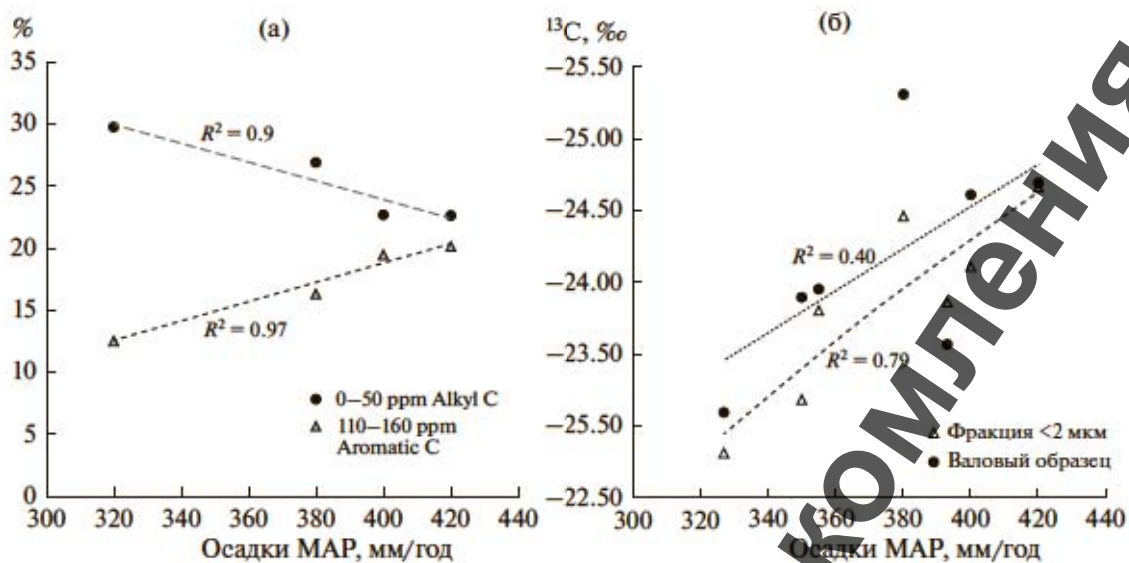 %
(а)
35
30
25
20
15
10
5
0
R² = 0.9
R² = 0.97
0–50 ppm Alkyl C
110–160 ppm
Aromatic C
300 320 340 360 380 400 420 440
Осадки MAP, мм/год
¹³C, ‰
(б)
–25.50
–25.00
–24.50
–24.00
–23.50
–25.50
–22.50
R² = 0.40
R² = 0.79
Фракция <2 мкм
Валовый образец
300 320 340 360 380 400 420 440
Осадки MAP, мм/год
комления